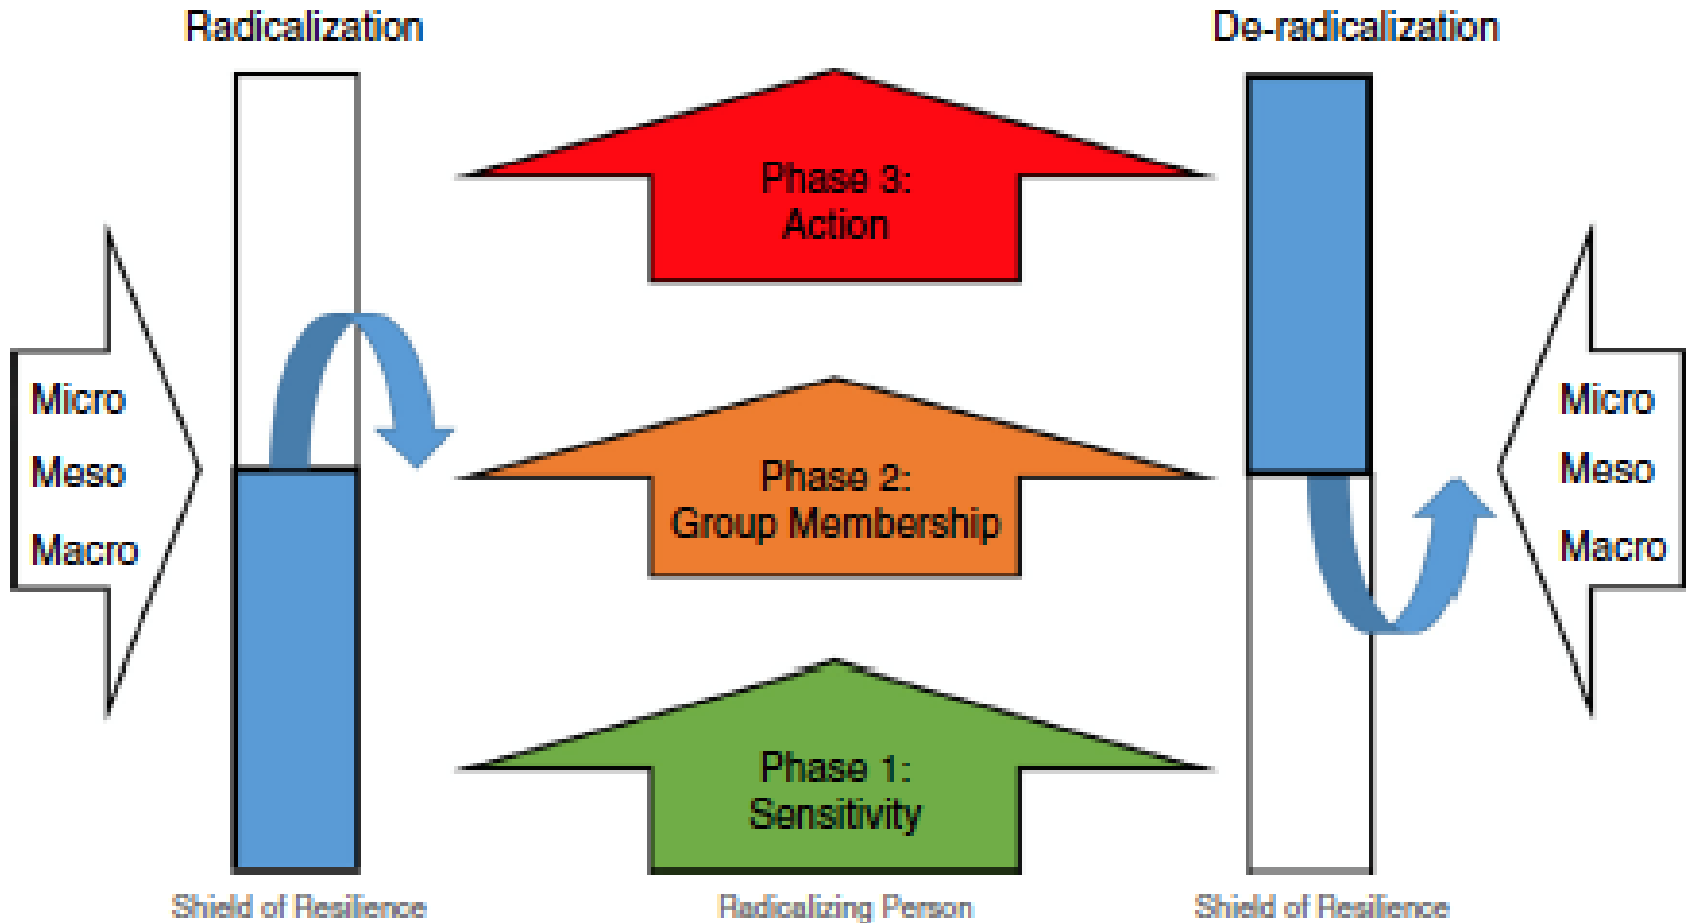 Radicalization
De-radicalization
Phase 3:
Action
Micro
Meso
Macro
Phase 2:
Group Membership
Micro
Meso
Macro
Phase 1:
Sensitivity
Shield of Resilience
Radicalizing Person
Shield of Resilience